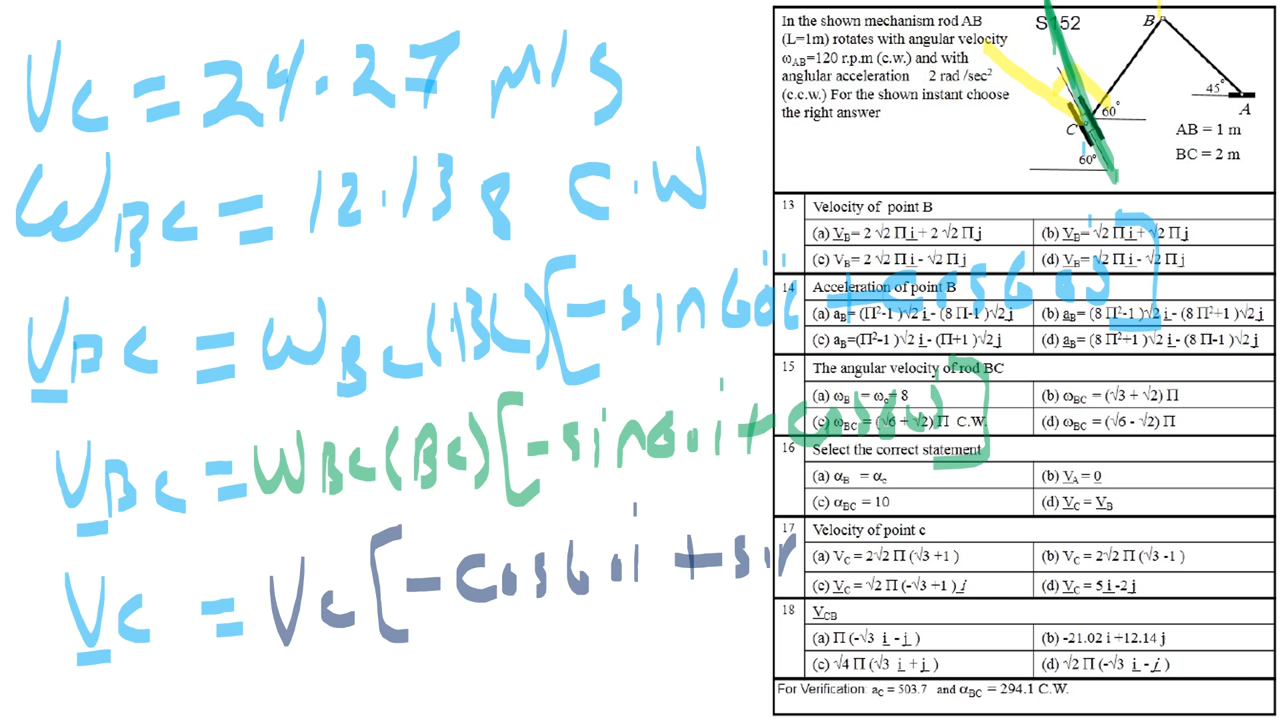 VC = 24.27 m/s
WBC = 12.138 C.W
VBC = WBC(BC)[-sin60i + cos60j]
VBC = WBC(BC)[-sin60i + cos60j]
VC = VC[-cos60i + sin
In the shown mechanism rod AB
(L=1m) rotates with angular velocity
ωAB=120 r.p.m (c.w.) and with
anglular acceleration 2 rad /sec²
(c.c.w.) For the shown instant choose
the right answer
S152
B
45°
A
60°
C
60°
AB = 1 m
BC = 2 m
13 Velocity of point B
(a) VB= 2 √2 Π i + 2 √2 Π j (b) VB= √2 Π i + √2 Π j
(c) VB= 2 √2 Π i - √2 Π j (d) VB= √2 Π i - √2 Π j
14 Acceleration of point B
(a) aB= (Π²-1 )√2 i - (8 Π-1 )√2 j (b) aB= (8 Π²-1 )√2 i - (8 Π²+1 )√2 j
(c) aB=(Π²-1 )√2 i - (Π+1 )√2 j (d) aB= (8 Π²+1 )√2 i - (8 Π-1 )√2 j
15 The angular velocity of rod BC
(a) ωB = ωc= 8 (b) ωBC = (√3 + √2) Π
(c) ωBC = (√6 + √2) Π C.W. (d) ωBC = (√6 - √2) Π
16 Select the correct statement
(a) αB = αc (b) VA = 0
(c) αBC = 10 (d) VC = VB
17 Velocity of point c
(a) VC = 2√2 Π (√3 +1 ) (b) VC = 2√2 Π (√3 -1 )
(c) VC = √2 Π (-√3 +1 ) j (d) VC = 5 i -2 j
18 VCB
(a) Π (-√3 i - j ) (b) -21.02 i +12.14 j
(c) √4 Π (√3 i + j ) (d) √2 Π (-√3 i - j )
For Verification: aC = 503.7 and αBC = 294.1 C.W.